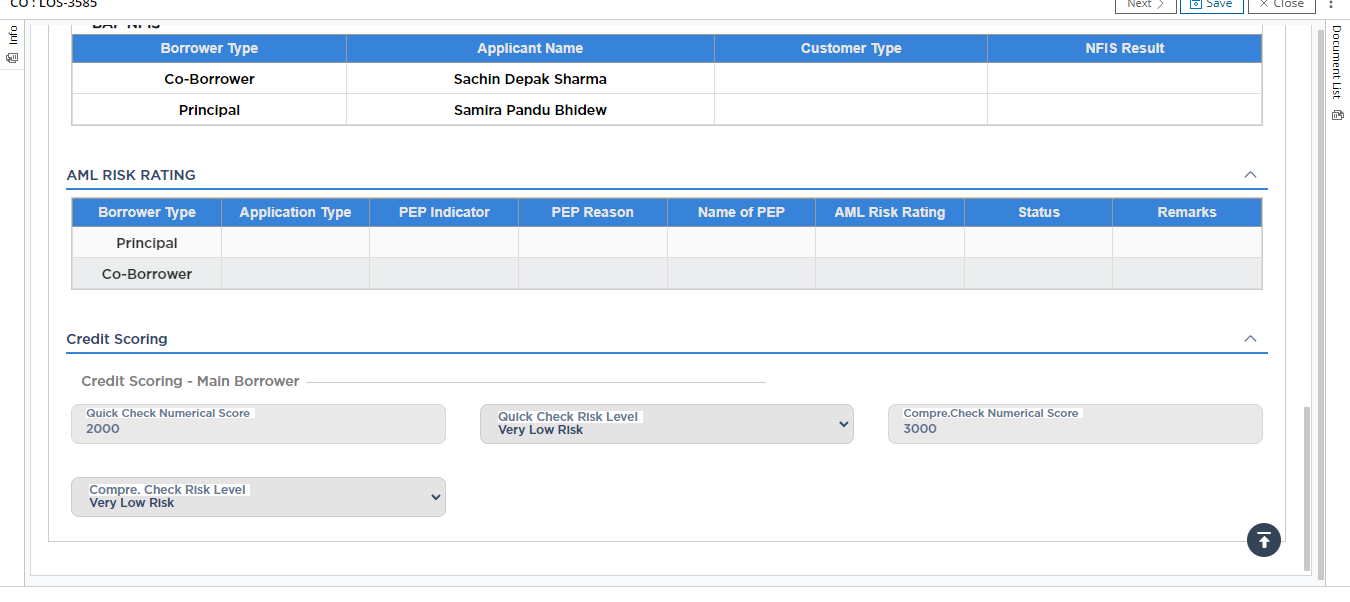 CO : LOS-3585
Next
Save
Close
Info
Document List
BAP NFIS
Borrower Type Applicant Name Customer Type NFIS Result
Co-Borrower Sachin Depak Sharma
Principal Samira Pandu Bhidew
AML RISK RATING
Borrower Type Application Type PEP Indicator PEP Reason Name of PEP AML Risk Rating Status Remarks
Principal
Co-Borrower
Credit Scoring
Credit Scoring - Main Borrower
Quick Check Numerical Score
2000
Quick Check Risk Level
Very Low Risk
Compre.Check Numerical Score
3000
Compre. Check Risk Level
Very Low Risk